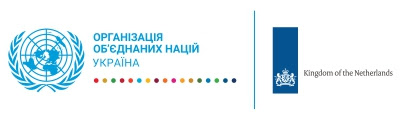 ОРГАНІЗАЦІЯ
ОБ'ЄДНАНИХ НАЦІЙ
УКРАЇНА
Kingdom of the Netherlands